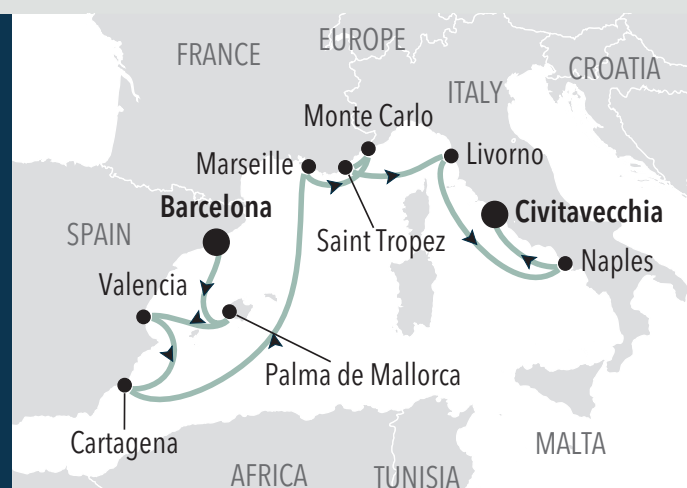 EUROPE
FRANCE
CROATIA
ITALY
Monte Carlo
Marseille
Livorno
Barcelona
Civitavecchia
SPAIN
Saint Tropez
Naples
Valencia
Palma de Mallorca
Cartagena
MALTA
AFRICA
TUNISIA